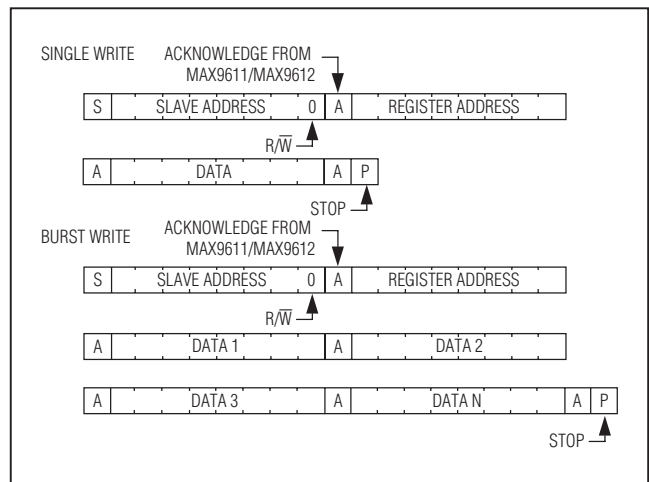 SINGLE WRITE
ACKNOWLEDGE FROM
MAX9611/MAX9612
S SLAVE ADDRESS 0 A REGISTER ADDRESS
R/W̅
A DATA A P
STOP
BURST WRITE
ACKNOWLEDGE FROM
MAX9611/MAX9612
S SLAVE ADDRESS 0 A REGISTER ADDRESS
R/W̅
A DATA 1 A DATA 2
A DATA 3 A DATA N A P
STOP